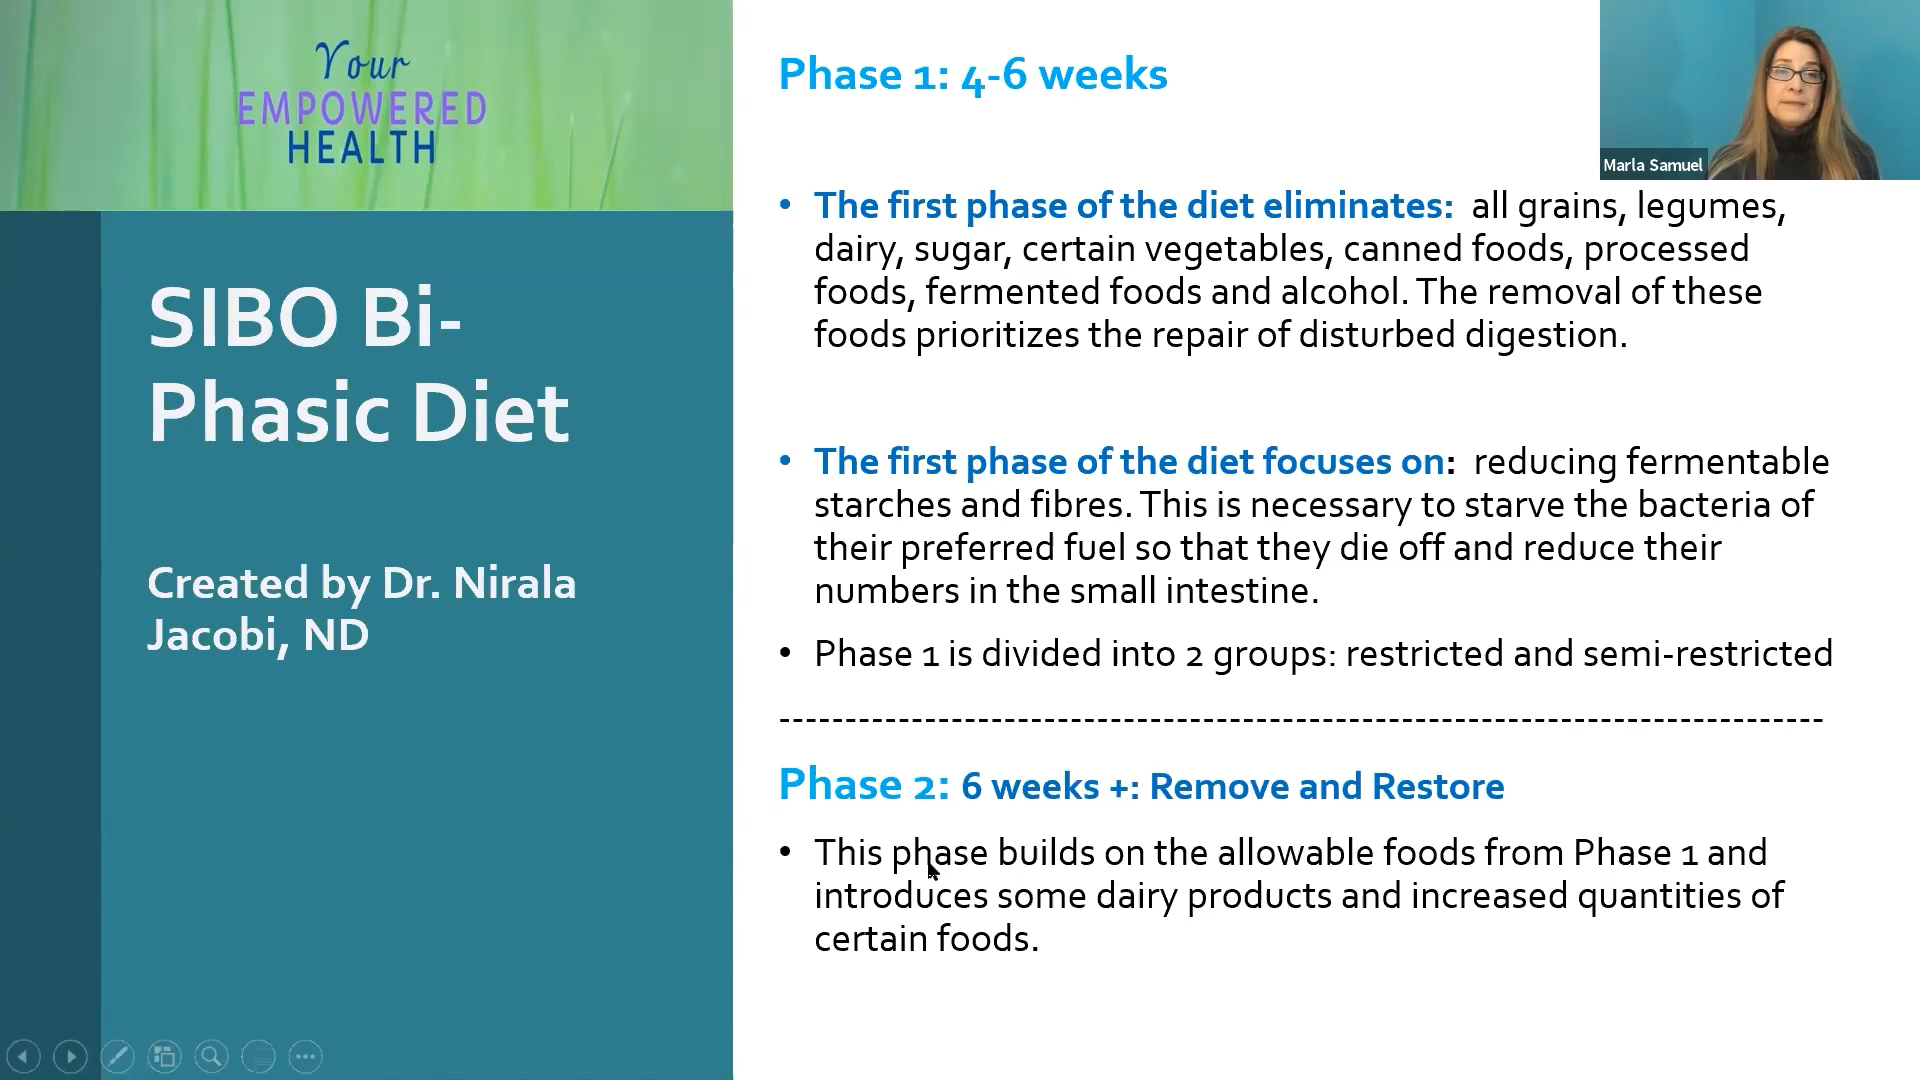 Your
EMPOWERED
HEALTH
SIBO Bi-
Phasic Diet
Created by Dr. Nirala
Jacobi, ND
Phase 1: 4-6 weeks
Marla Samuel
• The first phase of the diet eliminates: all grains, legumes,
dairy, sugar, certain vegetables, canned foods, processed
foods, fermented foods and alcohol. The removal of these
foods prioritizes the repair of disturbed digestion.
• The first phase of the diet focuses on: reducing fermentable
starches and fibres. This is necessary to starve the bacteria of
their preferred fuel so that they die off and reduce their
numbers in the small intestine.
• Phase 1 is divided into 2 groups: restricted and semi-restricted
--------------------------------------------------------------------------------
Phase 2: 6 weeks +: Remove and Restore
• This phase builds on the allowable foods from Phase 1 and
introduces some dairy products and increased quantities of
certain foods.